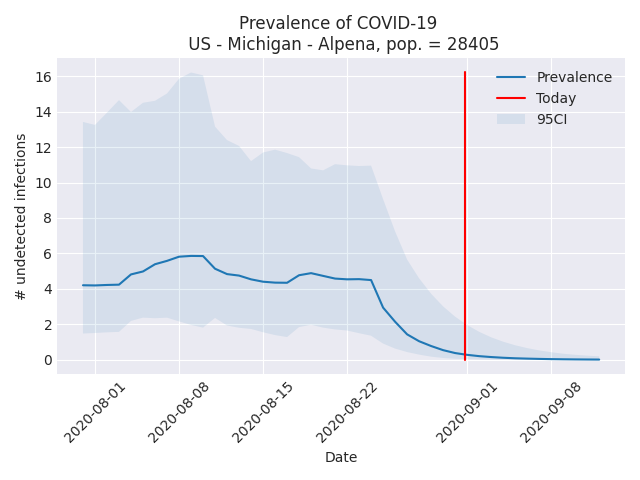 Prevalence of COVID-19
US - Michigan - Alpena, pop. = 28405
# undetected infections
16
14
12
10
8
6
4
2
0
Prevalence
Today
95CI
2020-08-01
2020-08-08
2020-08-15
2020-08-22
2020-09-01
2020-09-08
Date